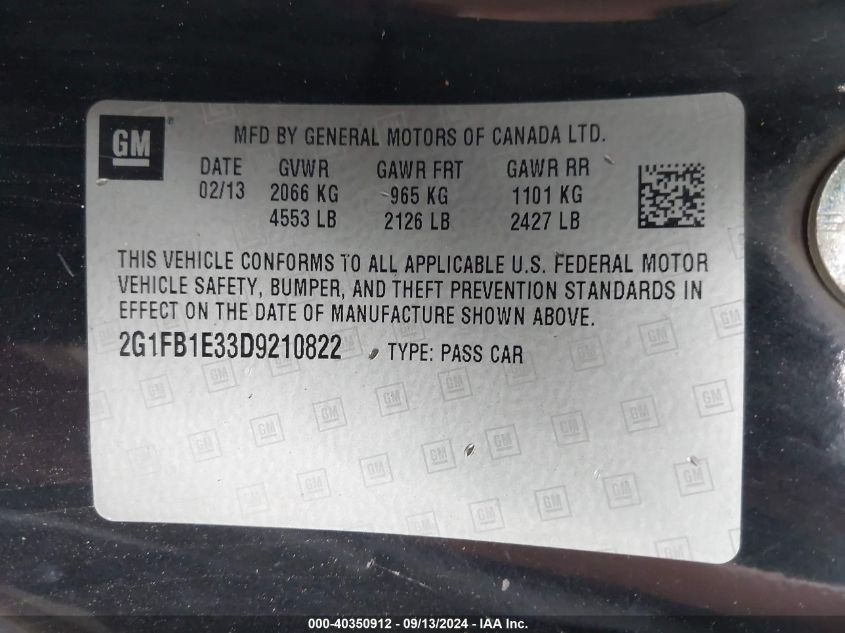 GM
MFD BY GENERAL MOTORS OF CANADA LTD.
DATE GVWR GAWR FRT GAWR RR
02/13 2066 KG 965 KG 1101 KG
4553 LB 2126 LB 2427 LB
THIS VEHICLE CONFORMS TO ALL APPLICABLE U.S. FEDERAL MOTOR
VEHICLE SAFETY, BUMPER, AND THEFT PREVENTION STANDARDS IN
EFFECT ON THE DATE OF MANUFACTURE SHOWN ABOVE.
2G1FB1E33D9210822 TYPE: PASS CAR
000-40350912 - 09/13/2024 - IAA Inc.